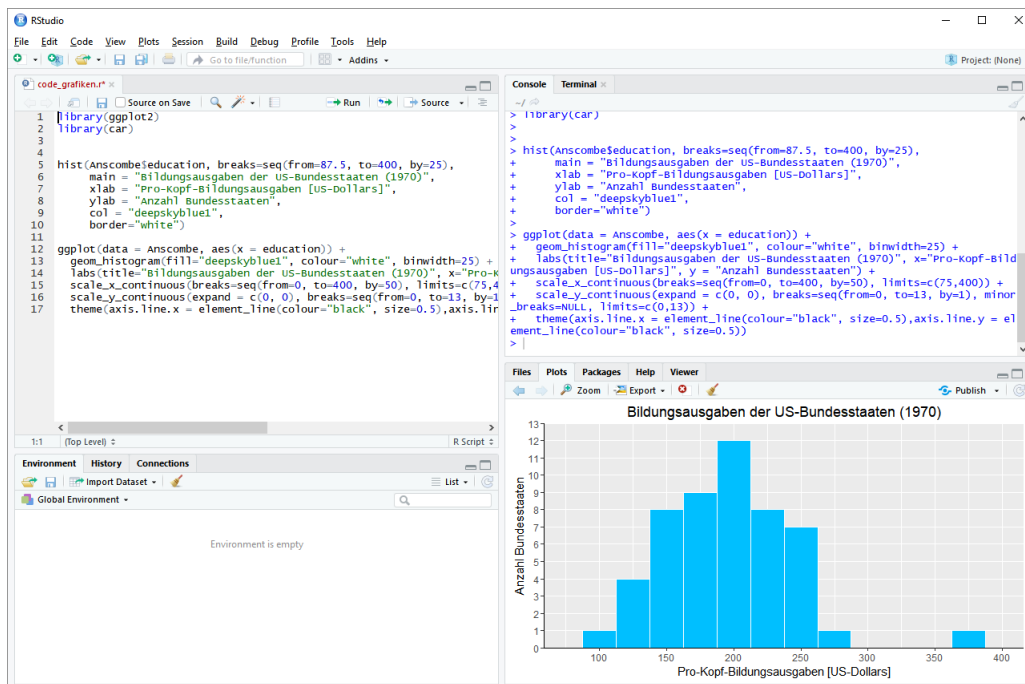 RStudio
File Edit Code View Plots Session Build Debug Profile Tools Help
Go to file/function Addins Project: (None)
code_grafiken.r*
Source on Save Run Source
1 library(ggplot2)
2 library(car)
3
4
5 hist(Anscombe$education, breaks=seq(from=87.5, to=400, by=25),
6 main = "Bildungsausgaben der US-Bundesstaaten (1970)",
7 xlab = "Pro-Kopf-Bildungsausgaben [US-Dollars]",
8 ylab = "Anzahl Bundesstaaten",
9 col = "deepskyblue1",
10 border="white")
11
12 ggplot(data = Anscombe, aes(x = education)) +
13 geom_histogram(fill="deepskyblue1", colour="white", binwidth=25) +
14 labs(title="Bildungsausgaben der US-Bundesstaaten (1970)", x="Pro-K
15 scale_x_continuous(breaks=seq(from=0, to=400, by=50), limits=c(75,4
16 scale_y_continuous(expand = c(0, 0), breaks=seq(from=0, to=13, by=1
17 theme(axis.line.x = element_line(colour="black", size=0.5),axis.lin
1:1 (Top Level) R Script
Environment History Connections
Import Dataset List
Global Environment
Environment is empty
Console Terminal
~/
> library(car)
>
>
> hist(Anscombe$education, breaks=seq(from=87.5, to=400, by=25),
+ main = "Bildungsausgaben der US-Bundesstaaten (1970)",
+ xlab = "Pro-Kopf-Bildungsausgaben [US-Dollars]",
+ ylab = "Anzahl Bundesstaaten",
+ col = "deepskyblue1",
+ border="white")
>
> ggplot(data = Anscombe, aes(x = education)) +
+ geom_histogram(fill="deepskyblue1", colour="white", binwidth=25) +
+ labs(title="Bildungsausgaben der US-Bundesstaaten (1970)", x="Pro-Kopf-Bild
ungsausgaben [US-Dollars]", y = "Anzahl Bundesstaaten") +
+ scale_x_continuous(breaks=seq(from=0, to=400, by=50), limits=c(75,400)) +
+ scale_y_continuous(expand = c(0, 0), breaks=seq(from=0, to=13, by=1), minor
_breaks=NULL, limits=c(0,13)) +
+ theme(axis.line.x = element_line(colour="black", size=0.5),axis.line.y = el
ement_line(colour="black", size=0.5))
>
Files Plots Packages Help Viewer
Zoom Export Publish
Bildungsausgaben der US-Bundesstaaten (1970)
13
12
11
10
9
8
7
6
5
4
3
2
1
0
Anzahl Bundesstaaten
100 150 200 250 300 350 400
Pro-Kopf-Bildungsausgaben [US-Dollars]